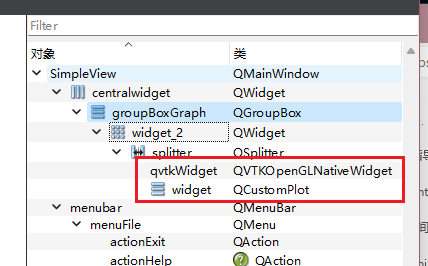 Filter
对象 类
SimpleView QMainWindow
centralwidget QWidget
groupBoxGraph QGroupBox
widget_2 QWidget
splitter QSplitter
qvtkWidget QVTKOpenGLNativeWidget
widget QCustomPlot
menubar QMenuBar
menuFile QMenu
actionExit QAction
actionHelp QAction